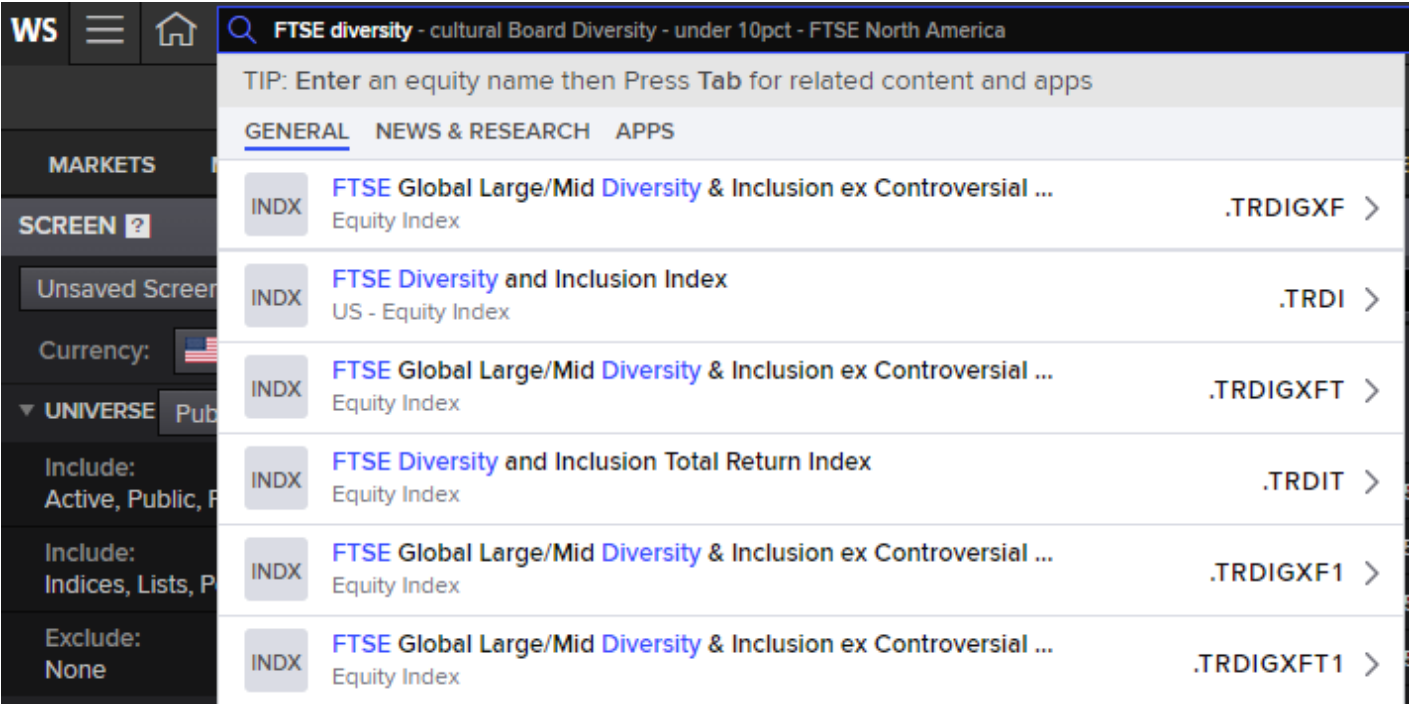 WS
FTSE diversity - cultural Board Diversity - under 10pct - FTSE North America
TIP: Enter an equity name then Press Tab for related content and apps
GENERAL NEWS & RESEARCH APPS
MARKETS
SCREEN ?
Unsaved Screen
Currency:
UNIVERSE Pub
Include:
Active, Public, P
Include:
Indices, Lists, Po
Exclude:
None
INDX FTSE Global Large/Mid Diversity & Inclusion ex Controversial ... .TRDIGXF
Equity Index
INDX FTSE Diversity and Inclusion Index .TRDI
US - Equity Index
INDX FTSE Global Large/Mid Diversity & Inclusion ex Controversial ... .TRDIGXFT
Equity Index
INDX FTSE Diversity and Inclusion Total Return Index .TRDIT
Equity Index
INDX FTSE Global Large/Mid Diversity & Inclusion ex Controversial ... .TRDIGXF1
Equity Index
INDX FTSE Global Large/Mid Diversity & Inclusion ex Controversial ... .TRDIGXFT1
Equity Index